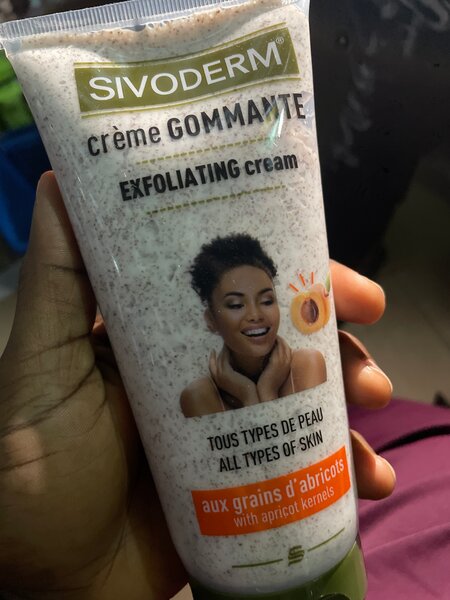 SIVODERM®
crème GOMMANTE
EXFOLIATING cream
TOUS TYPES DE PEAU
ALL TYPES OF SKIN
aux grains d'abricots
with apricot kernels